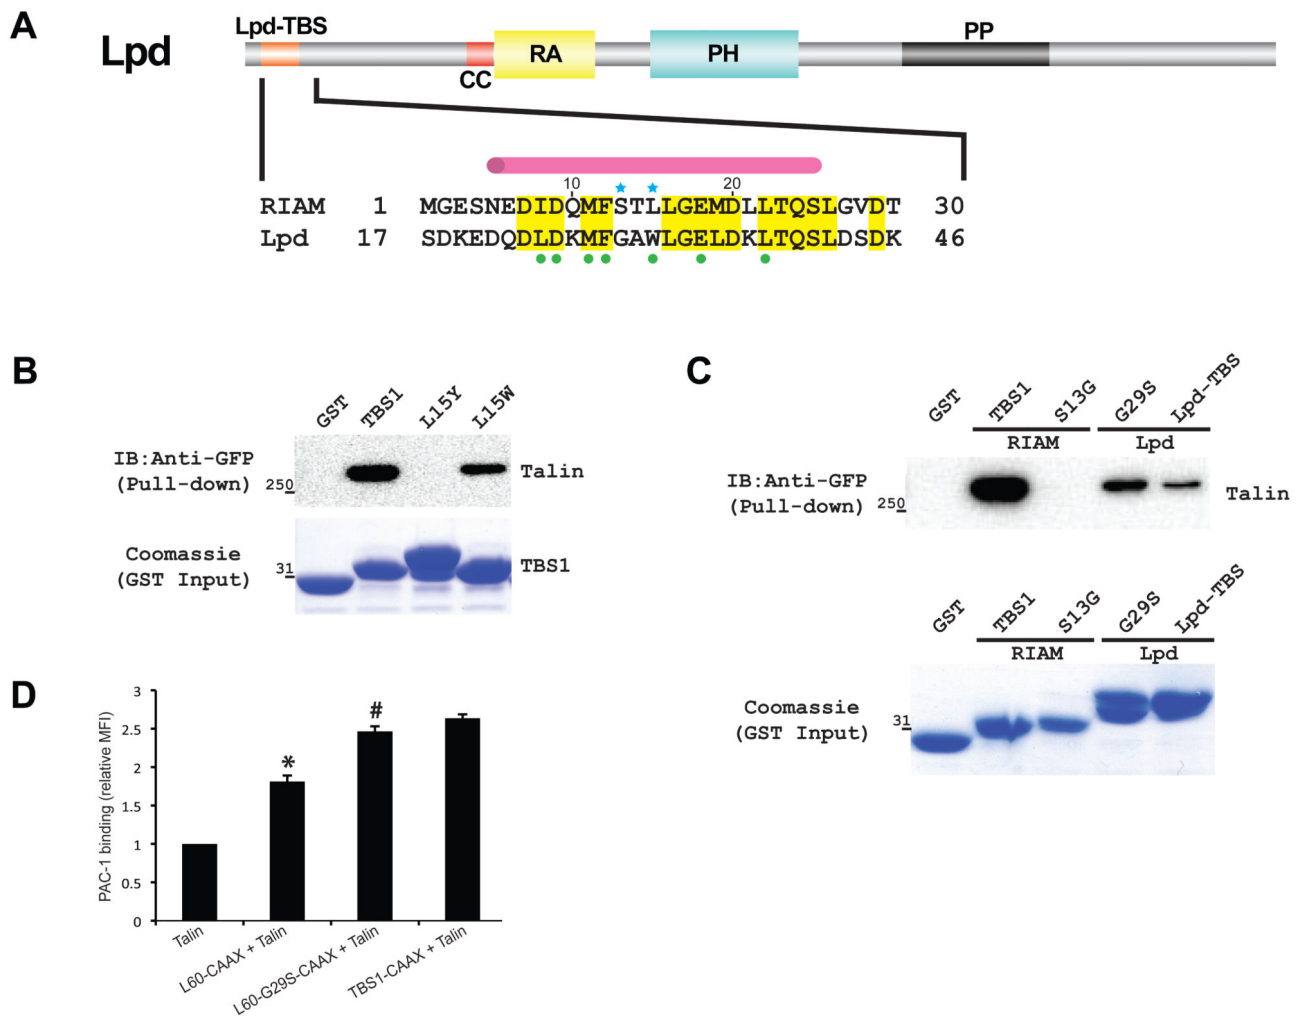 A
Lpd-TBS
Lpd
RA
PH
PP
CC
10 20
RIAM 1 MGESNEDIDQMFSTLLGEMDLLTQSLGVDT 30
Lpd 17 SDKEDQDLDKMFGAWLGELDKLTQSLDSDK 46
B
GST TBS1 L15Y L15W
IB:Anti-GFP
(Pull-down)
250
Talin
Coomassie
(GST Input)
31
TBS1
C
GST TBS1 S13G G29S Lpd-TBS
RIAM Lpd
IB:Anti-GFP
(Pull-down)
250
Talin
GST TBS1 S13G G29S Lpd-TBS
RIAM Lpd
Coomassie
(GST Input)
31
D
PAC-1 binding (relative MFI)
3
2.5
2
1.5
1
0.5
0
*
#
Talin
L60-CAAX + Talin
L60-G29S-CAAX + Talin
TBS1-CAAX + Talin